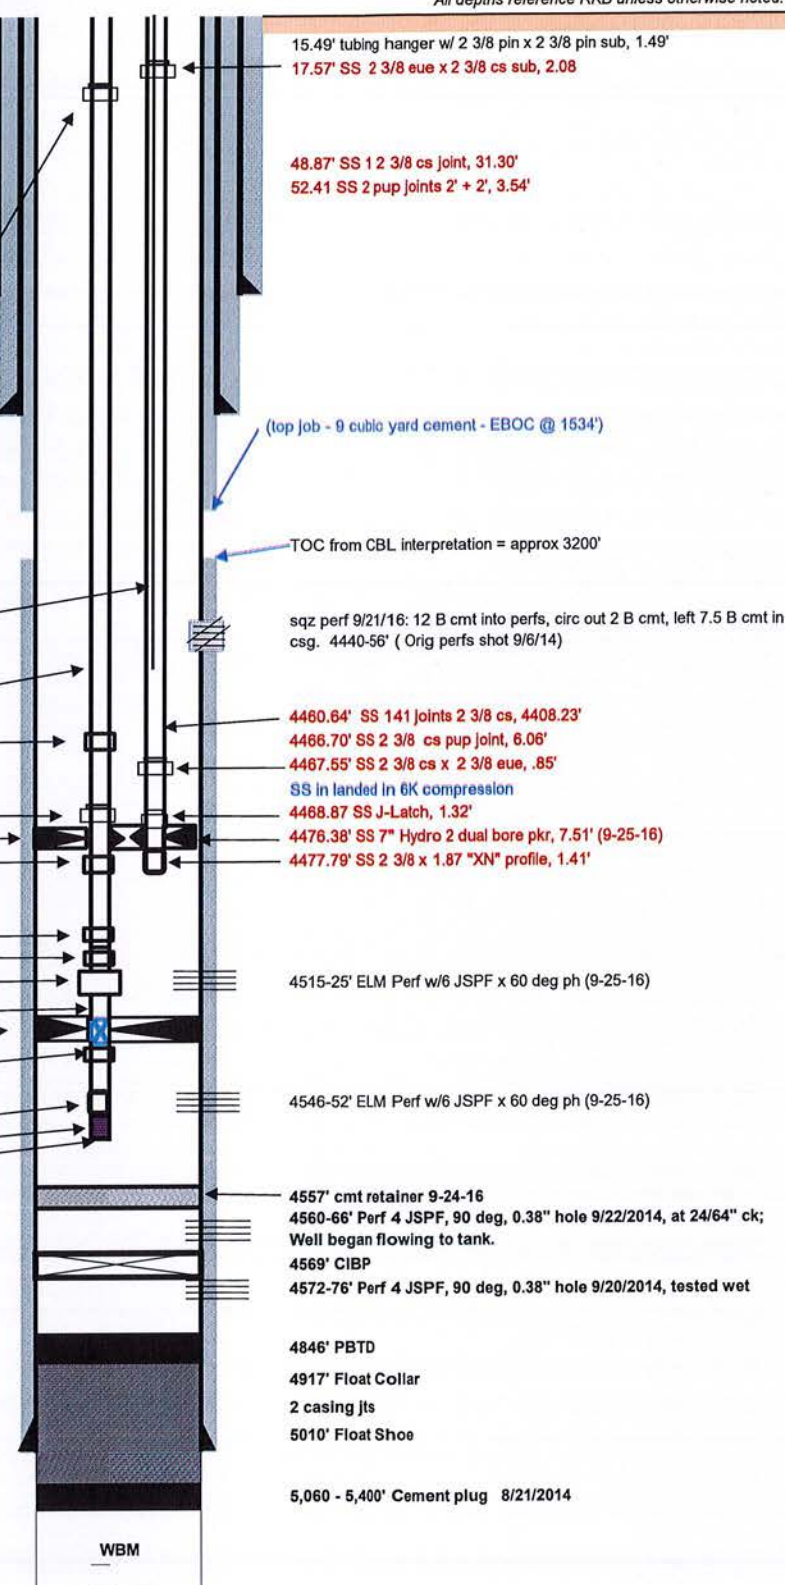 All depths reference RKB unless otherwise noted.
15.49' tubing hanger w/ 2 3/8 pin x 2 3/8 pin sub, 1.49'
17.57' SS 2 3/8 eue x 2 3/8 cs sub, 2.08
48.87' SS 1 2 3/8 cs joint, 31.30'
52.41 SS 2 pup joints 2' + 2', 3.54'
(top job - 9 cubic yard cement - EBOC @ 1534')
TOC from CBL interpretation = approx 3200'
sqz perf 9/21/16: 12 B cmt into perfs, circ out 2 B cmt, left 7.5 B cmt in
csg. 4440-56' ( Orig perfs shot 9/6/14)
4460.64' SS 141 joints 2 3/8 cs, 4408.23'
4466.70' SS 2 3/8 cs pup joint, 6.06'
4467.55' SS 2 3/8 cs x 2 3/8 eue, .85'
SS in landed in 6K compression
4468.87 SS J-Latch, 1.32'
4476.38' SS 7" Hydro 2 dual bore pkr, 7.51' (9-25-16)
4477.79' SS 2 3/8 x 1.87 "XN" profile, 1.41'
4515-25' ELM Perf w/6 JSPF x 60 deg ph (9-25-16)
4546-52' ELM Perf w/6 JSPF x 60 deg ph (9-25-16)
4557' cmt retainer 9-24-16
4560-66' Perf 4 JSPF, 90 deg, 0.38" hole 9/22/2014, at 24/64" ck;
Well began flowing to tank.
4569' CIBP
4572-76' Perf 4 JSPF, 90 deg, 0.38" hole 9/20/2014, tested wet
4846' PBTD
4917' Float Collar
2 casing jts
5010' Float Shoe
5,060 - 5,400' Cement plug 8/21/2014
WBM